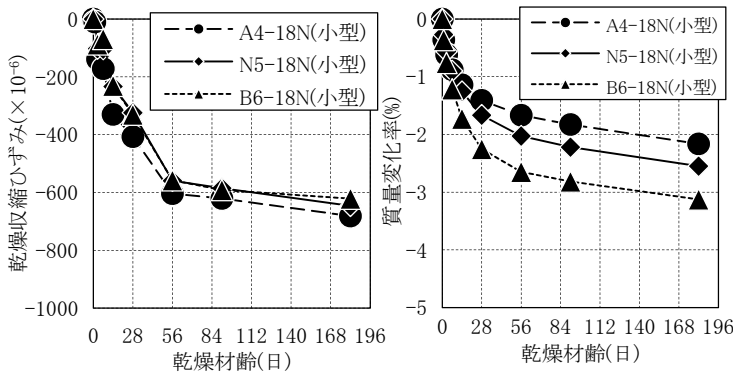 0
−200
−400
−600
−800
−1000
乾燥収縮ひずみ(×10⁻⁶)
A4−18N(小型)
N5−18N(小型)
B6−18N(小型)
0 28 56 84 112 140 168 196
乾燥材齢(日)
0
−1
−2
−3
−4
−5
質量変化率(%)
A4−18N(小型)
N5−18N(小型)
B6−18N(小型)
0 28 56 84 112 140 168 196
乾燥材齢(日)